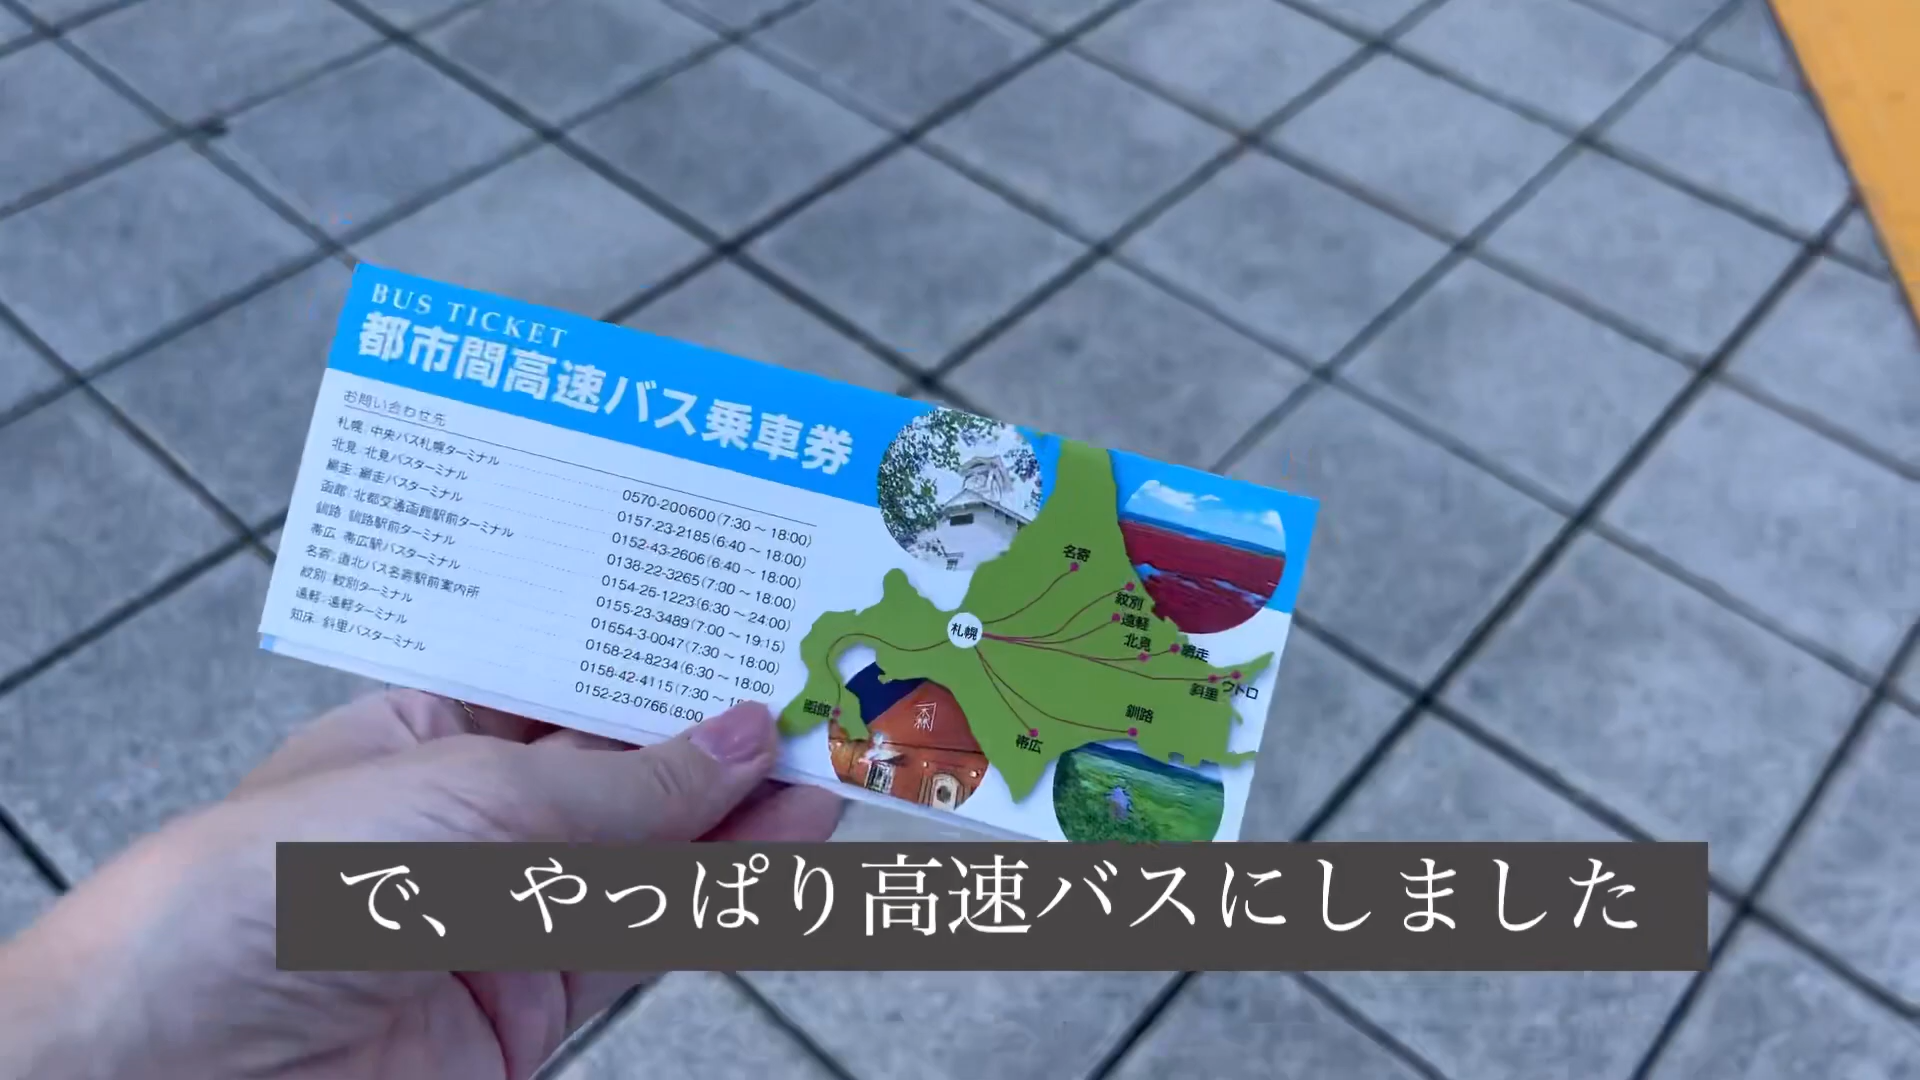 BUS TICKET
都市間高速バス乗車券
お問い合わせ先
札幌：中央バス札幌ターミナル 0570-200600(7:30～18:00)
北見：北見バスターミナル 0157-23-2185(6:40～18:00)
網走：網走バスターミナル 0152-43-2606(6:40～18:00)
函館：北都交通函館駅前ターミナル 0138-22-3265(7:30～18:00)
釧路：釧路駅前ターミナル 0154-25-1223(6:30～24:00)
帯広：帯広駅バスターミナル 0155-23-3489(7:00～19:15)
名寄：道北バス名寄駅前案内所 01654-3-0047(7:30～18:00)
紋別：紋別ターミナル 0158-24-8234(6:30～18:00)
遠軽：遠軽ターミナル 0158-42-4115(7:30～
知床：斜里バスターミナル 0152-23-0766(8:00
名寄
紋別
遠軽
札幌
北見
網走
斜里
ウトロ
函館
釧路
帯広
で、やっぱり高速バスにしました